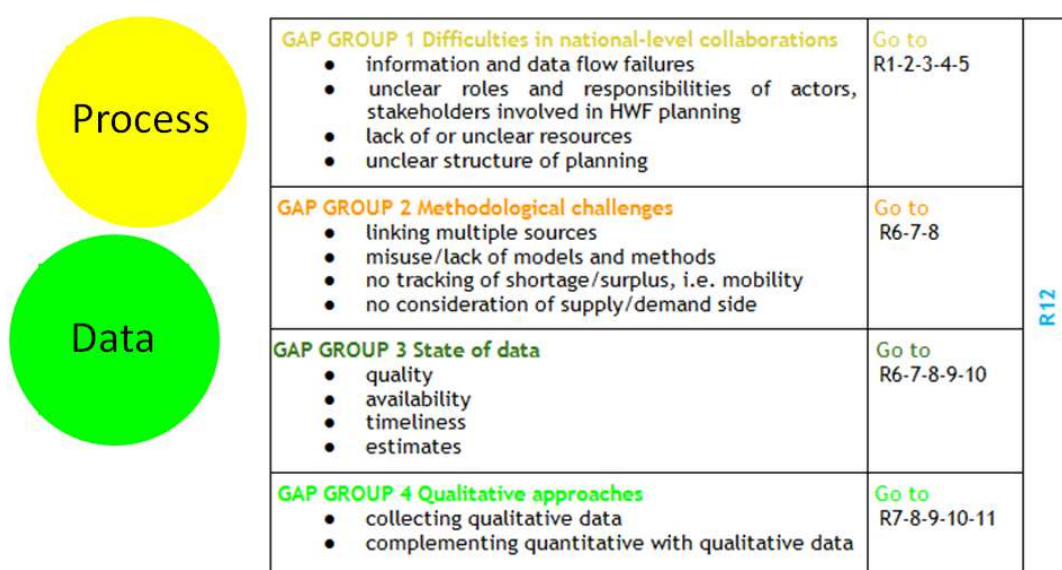 Process
Data
GAP GROUP 1 Difficulties in national-level collaborations
● information and data flow failures
● unclear roles and responsibilities of actors,
stakeholders involved in HWF planning
● lack of or unclear resources
● unclear structure of planning
Go to
R1-2-3-4-5
GAP GROUP 2 Methodological challenges
● linking multiple sources
● misuse/lack of models and methods
● no tracking of shortage/surplus, i.e. mobility
● no consideration of supply/demand side
Go to
R6-7-8
GAP GROUP 3 State of data
● quality
● availability
● timeliness
● estimates
Go to
R6-7-8-9-10
GAP GROUP 4 Qualitative approaches
● collecting qualitative data
● complementing quantitative with qualitative data
Go to
R7-8-9-10-11
R12